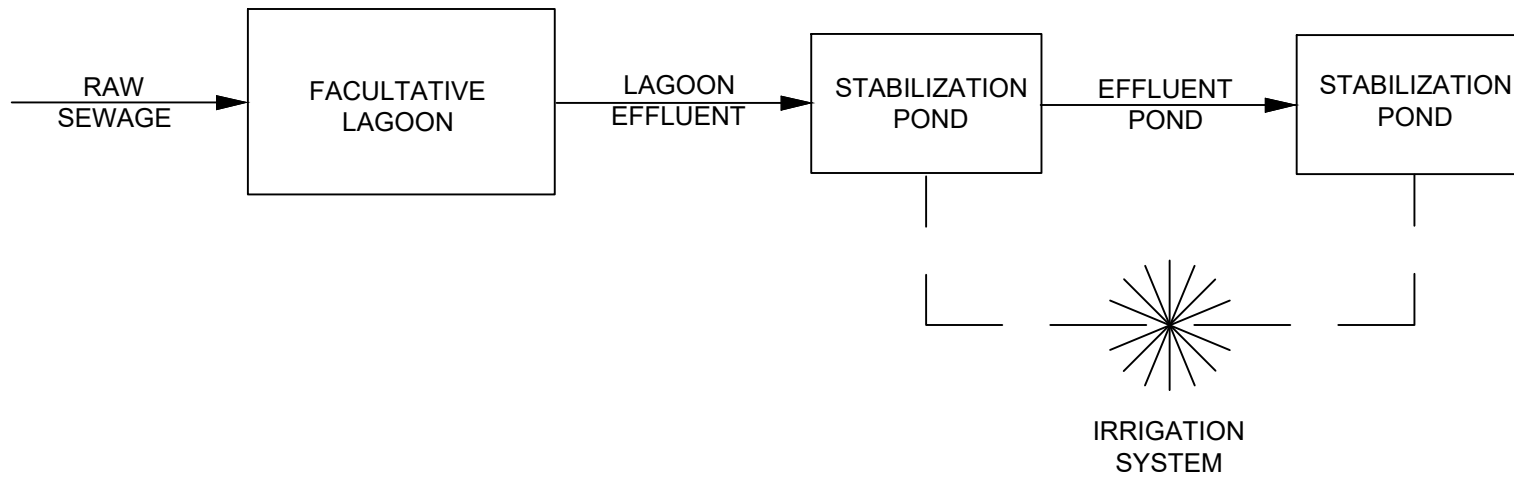 RAW
SEWAGE
FACULTATIVE
LAGOON
LAGOON
EFFLUENT
STABILIZATION
POND
EFFLUENT
POND
STABILIZATION
POND
IRRIGATION
SYSTEM